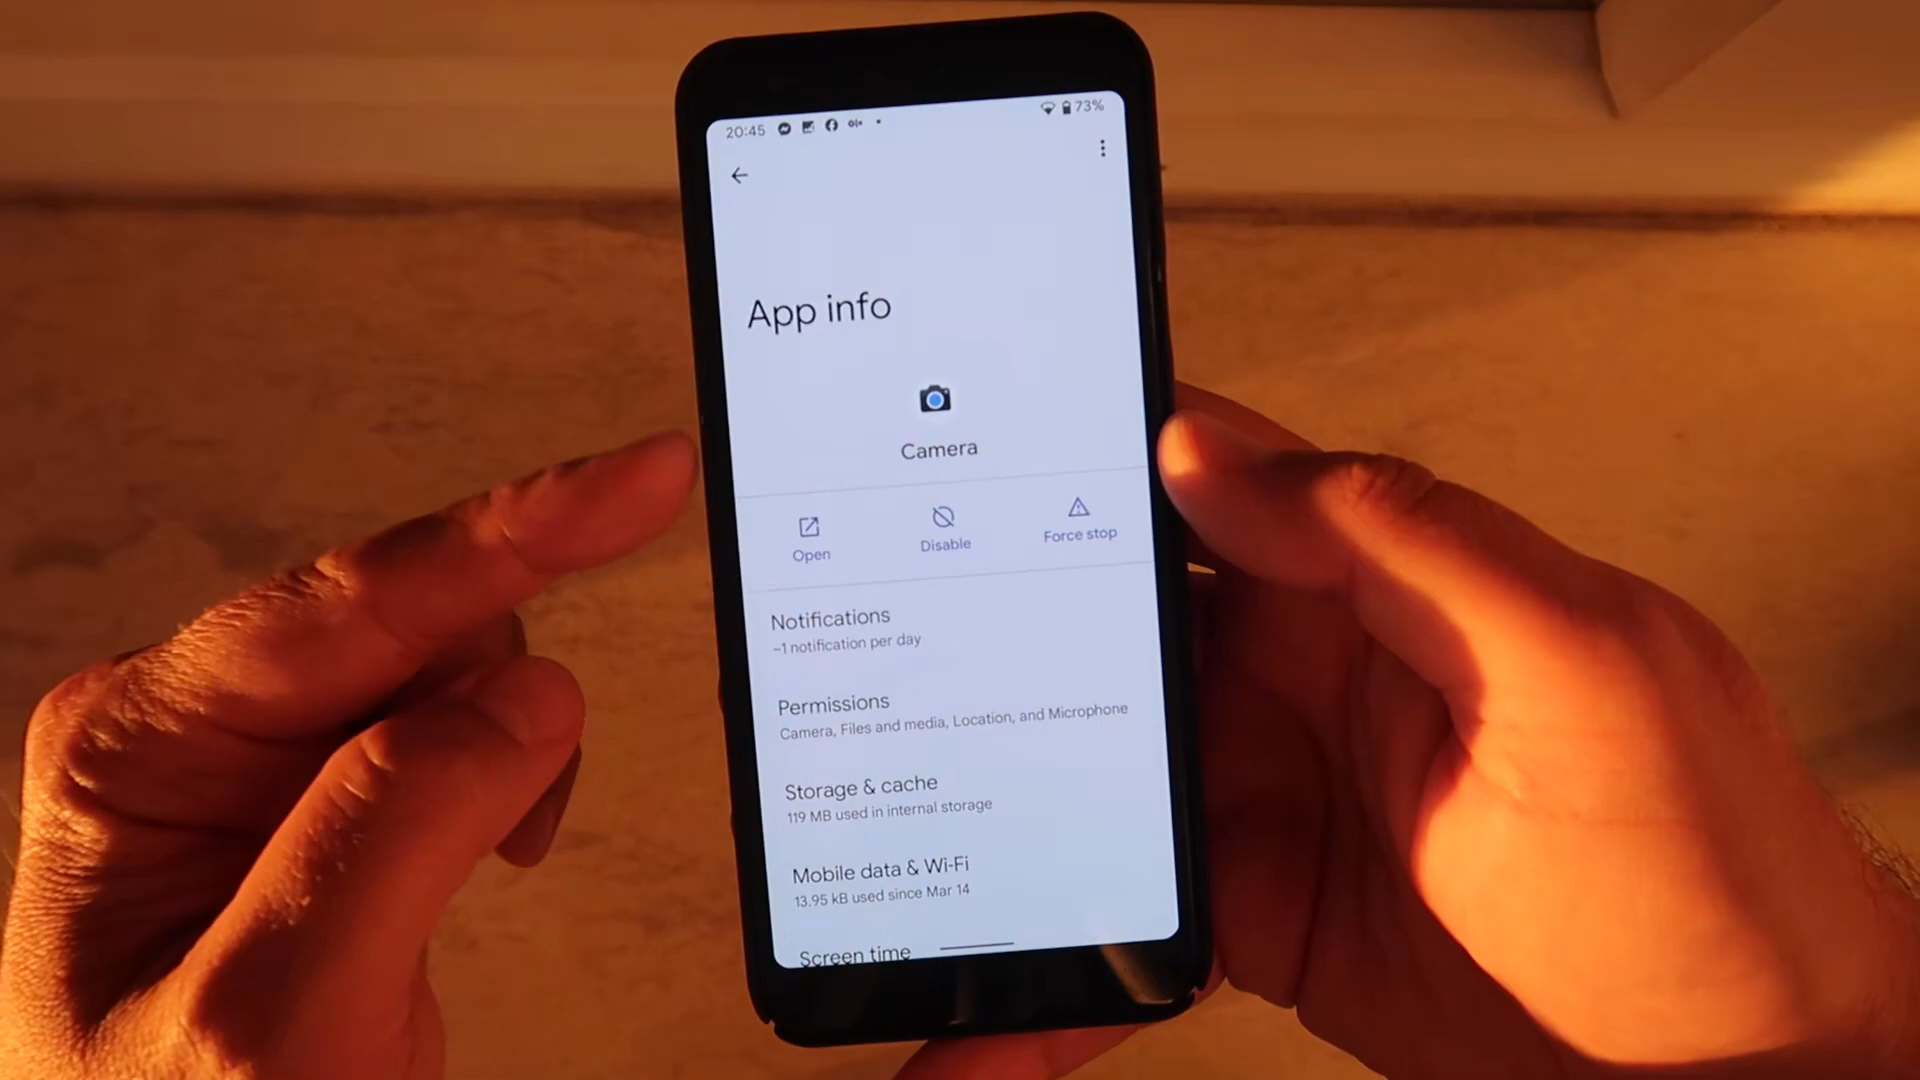 20:45
73%
App info
Camera
Open
Disable
Force stop
Notifications
~1 notification per day
Permissions
Camera, Files and media, Location, and Microphone
Storage & cache
119 MB used in internal storage
Mobile data & Wi-Fi
13.95 kB used since Mar 14
Screen time